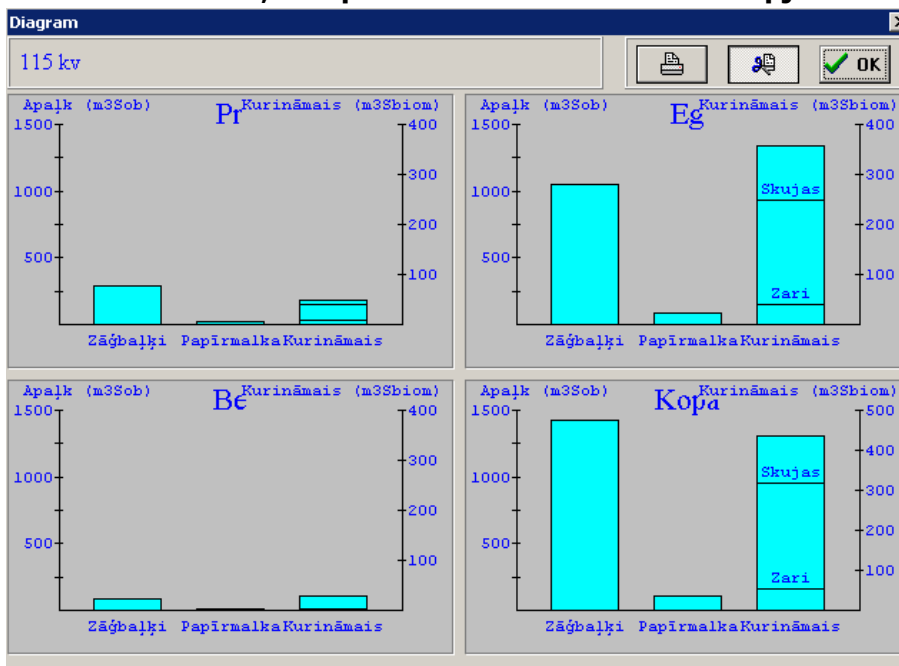 Diagram
115 kv
OK
Apaļk (m3Sob) Pr Kurināmais (m3Sbiom)
1500 400
300
1000
200
500
100
Zāģbaļķi Papīrmalka Kurināmais
Apaļk (m3Sob) Eg Kurināmais (m3Sbiom)
1500 400
300
1000 Skujas
200
500
100
Zari
Zāģbaļķi Papīrmalka Kurināmais
Apaļk (m3Sob) Be Kurināmais (m3Sbiom)
1500 400
300
1000
200
500
100
Zāģbaļķi Papīrmalka Kurināmais
Apaļk (m3Sob) Kopa Kurināmais (m3Sbiom)
1500 500
400
1000 Skujas
300
200
500
Zari 100
Zāģbaļķi Papīrmalka Kurināmais